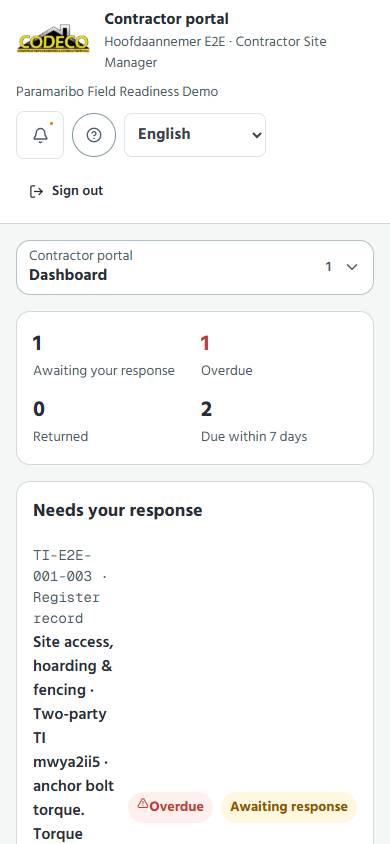 CODECO
Contractor portal
Hoofdaannemer E2E · Contractor Site
Manager
Paramaribo Field Readiness Demo
English
Sign out
Contractor portal
Dashboard
1
1
Awaiting your response
1
Overdue
0
Returned
2
Due within 7 days
Needs your response
TI-E2E-
001-003 ·
Register
record
Site access,
hoarding &
fencing ·
Two-party
TI
mwya2ii5 ·
anchor bolt
torque.
Torque
Overdue
Awaiting response